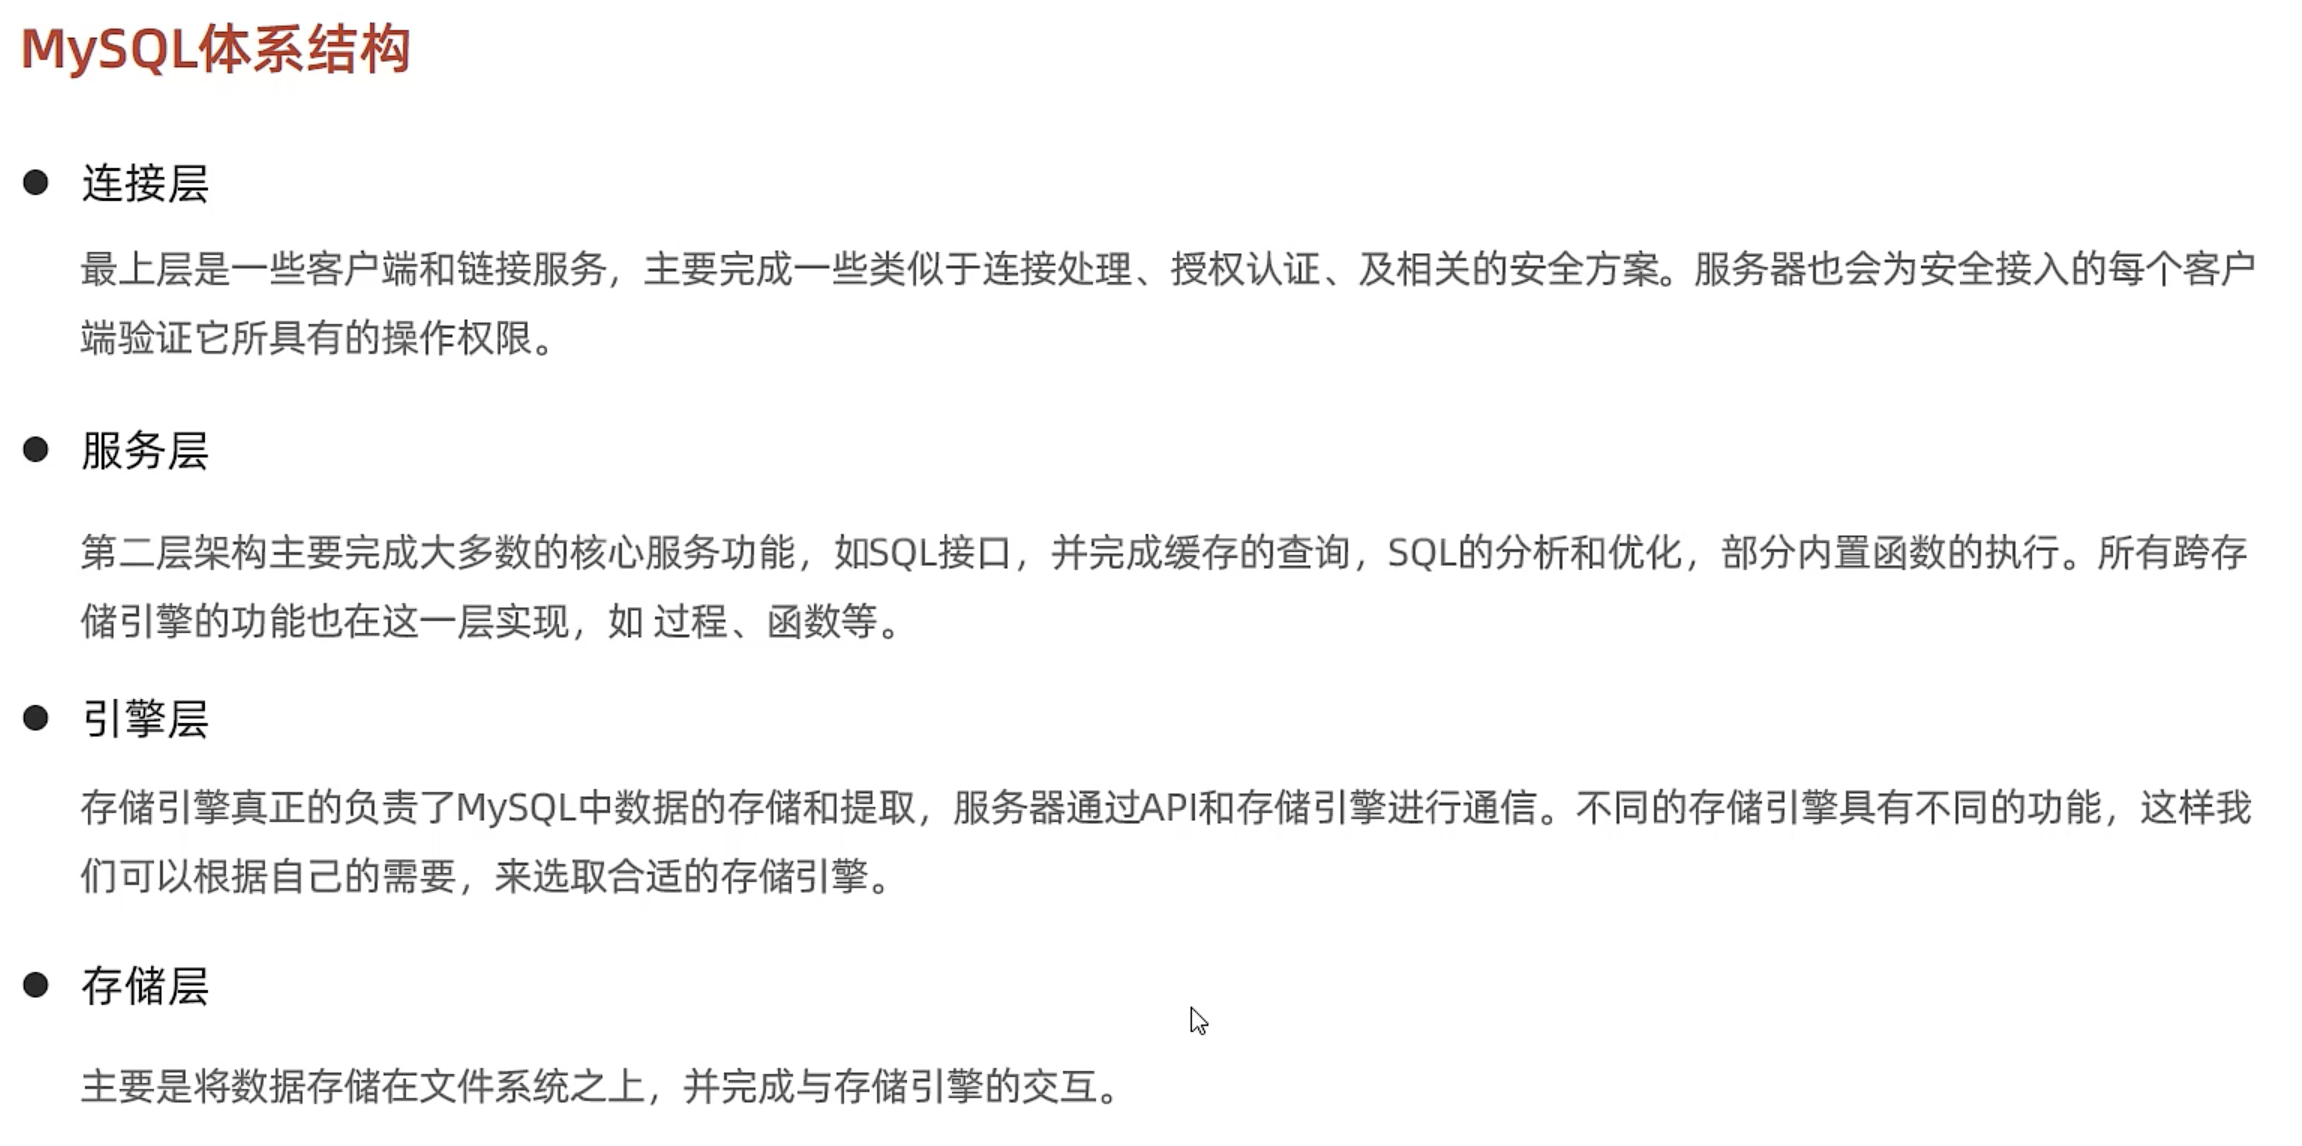 MySQL体系结构
● 连接层
最上层是一些客户端和链接服务，主要完成一些类似于连接处理、授权认证、及相关的安全方案。服务器也会为安全接入的每个客户
端验证它所具有的操作权限。
● 服务层
第二层架构主要完成大多数的核心服务功能，如SQL接口，并完成缓存的查询，SQL的分析和优化，部分内置函数的执行。所有跨存
储引擎的功能也在这一层实现，如 过程、函数等。
● 引擎层
存储引擎真正的负责了MySQL中数据的存储和提取，服务器通过API和存储引擎进行通信。不同的存储引擎具有不同的功能，这样我
们可以根据自己的需要，来选取合适的存储引擎。
● 存储层
主要是将数据存储在文件系统之上，并完成与存储引擎的交互。